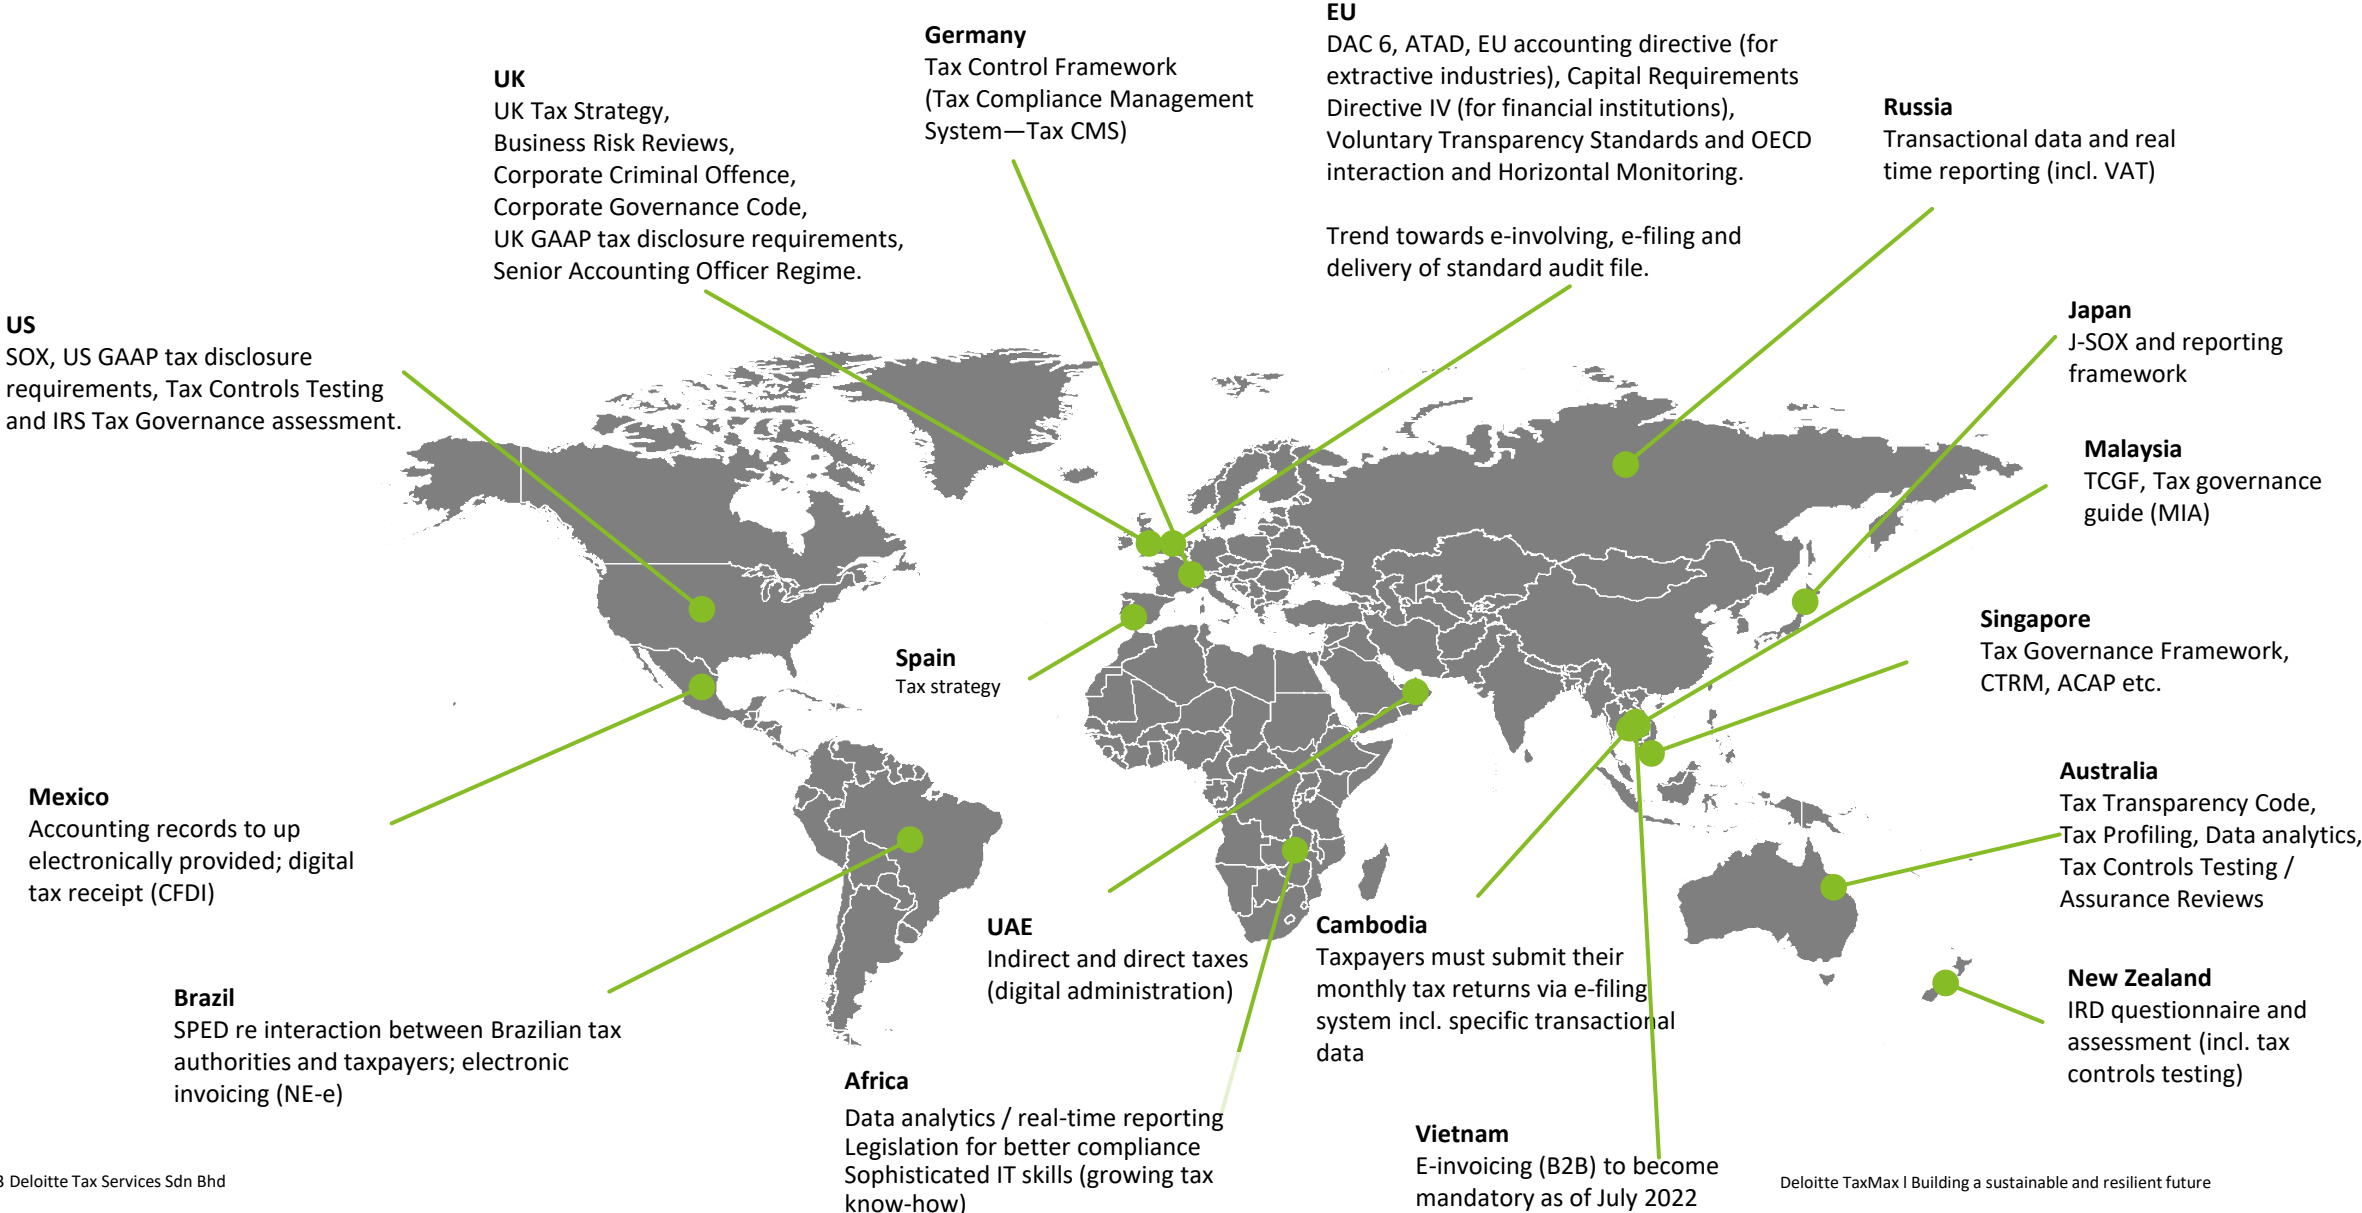 EU
DAC 6, ATAD, EU accounting directive (for
extractive industries), Capital Requirements
Directive IV (for financial institutions),
Voluntary Transparency Standards and OECD
interaction and Horizontal Monitoring.
Trend towards e-involving, e-filing and
delivery of standard audit file.
Germany
Tax Control Framework
(Tax Compliance Management
System—Tax CMS)
UK
UK Tax Strategy,
Business Risk Reviews,
Corporate Criminal Offence,
Corporate Governance Code,
UK GAAP tax disclosure requirements,
Senior Accounting Officer Regime.
Russia
Transactional data and real
time reporting (incl. VAT)
US
SOX, US GAAP tax disclosure
requirements, Tax Controls Testing
and IRS Tax Governance assessment.
Japan
J-SOX and reporting
framework
Malaysia
TCGF, Tax governance
guide (MIA)
Singapore
Tax Governance Framework,
CTRM, ACAP etc.
Spain
Tax strategy
Mexico
Accounting records to up
electronically provided; digital
tax receipt (CFDI)
Australia
Tax Transparency Code,
Tax Profiling, Data analytics,
Tax Controls Testing /
Assurance Reviews
UAE
Indirect and direct taxes
(digital administration)
Cambodia
Taxpayers must submit their
monthly tax returns via e-filing
system incl. specific transactional
data
New Zealand
IRD questionnaire and
assessment (incl. tax
controls testing)
Brazil
SPED re interaction between Brazilian tax
authorities and taxpayers; electronic
invoicing (NE-e)
Africa
Data analytics / real-time reporting
Legislation for better compliance
Sophisticated IT skills (growing tax
know-how)
Vietnam
E-invoicing (B2B) to become
mandatory as of July 2022
3 Deloitte Tax Services Sdn Bhd
Deloitte TaxMax l Building a sustainable and resilient future